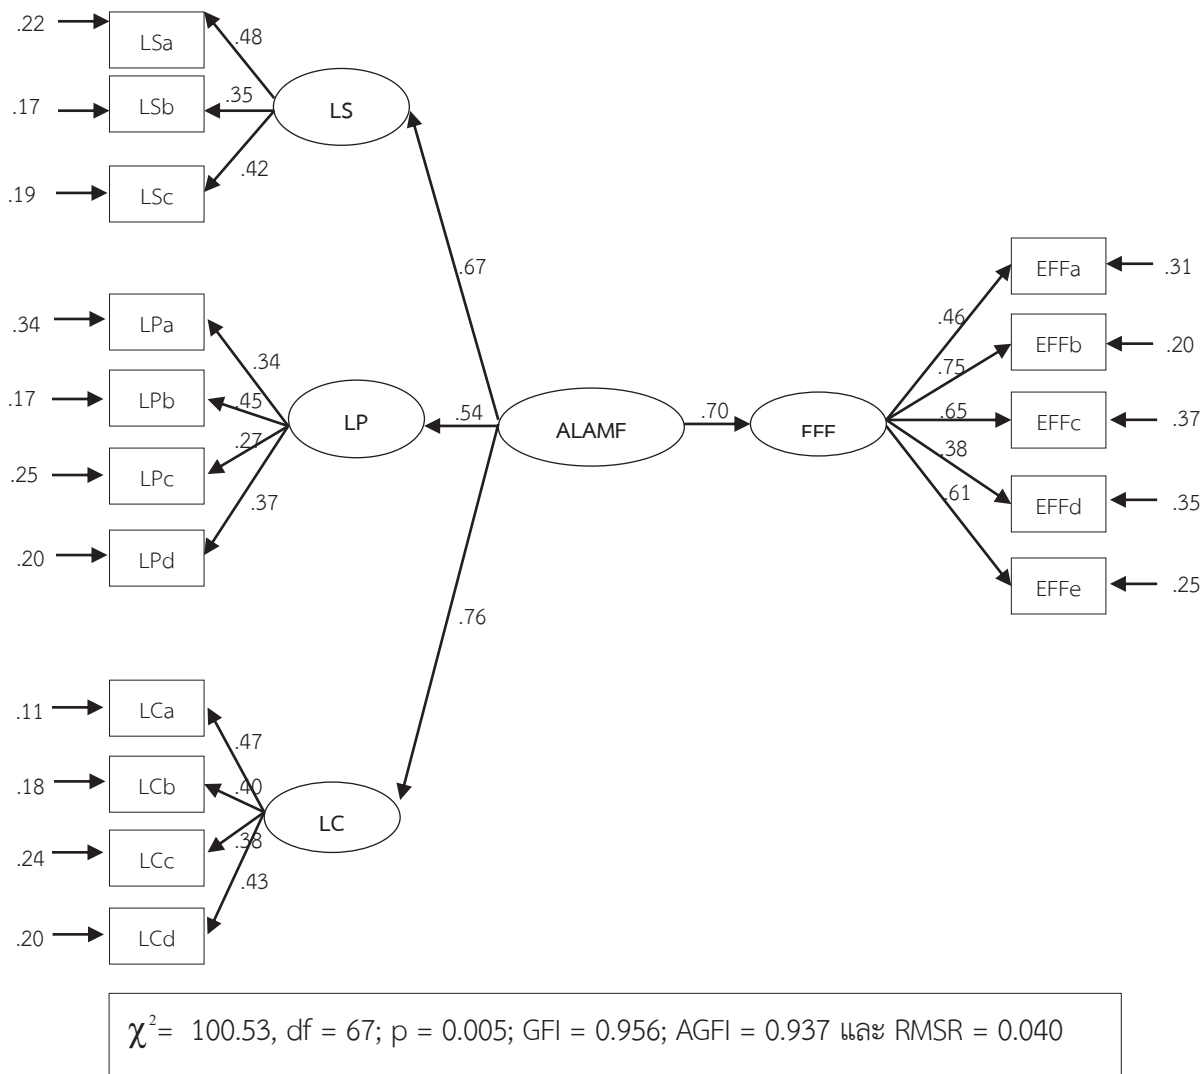 .22
LSa
.48
.17
LSb
.35
LS
.19
LSc
.42
.67
.34
LPa
.34
.17
LPb
.45
LP
.25
LPc
.27
.20
LPd
.37
.54
ALAMF
.70
.76
.11
LCa
.47
.18
LCb
.40
LC
.24
LCc
.38
.20
LCd
.43
EFFa
.31
.46
EFFb
.20
.75
EFFc
.37
.65
EFFd
.35
.38
EFFe
.25
.61
χ²= 100.53, df = 67; p = 0.005; GFI = 0.956; AGFI = 0.937 และ RMSR = 0.040